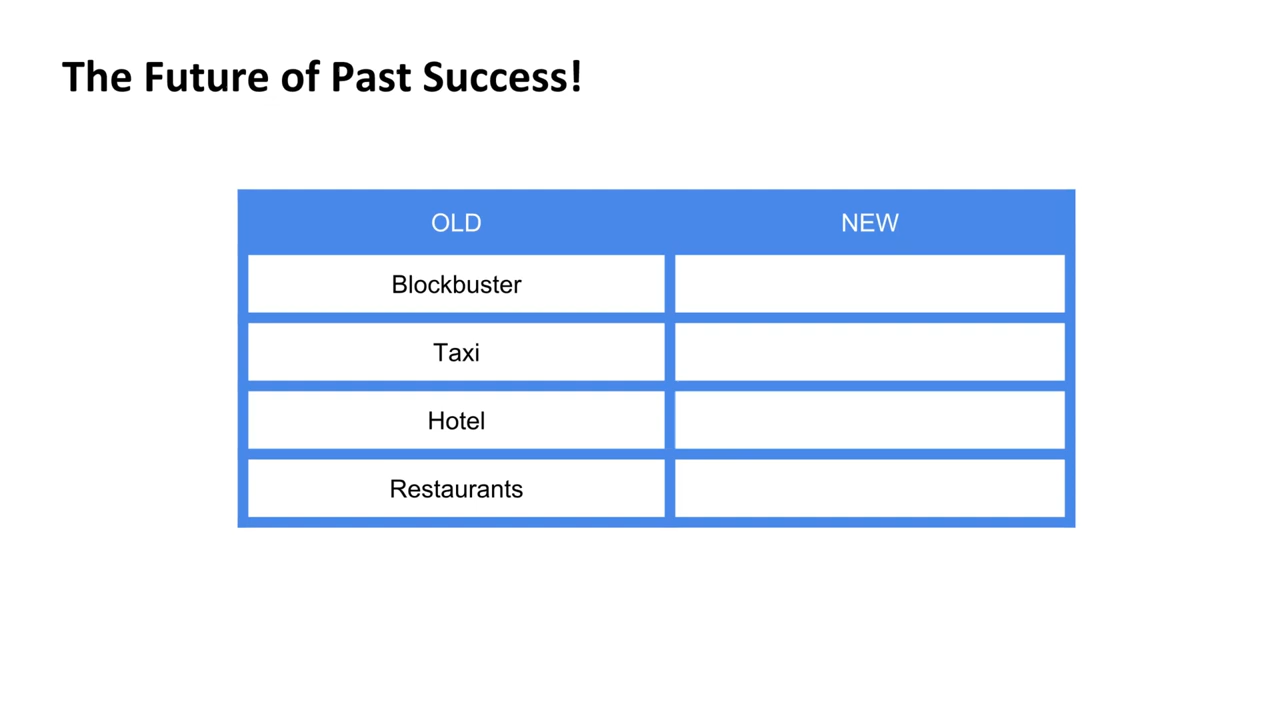 The Future of Past Success!
OLD NEW
Blockbuster
Taxi
Hotel
Restaurants